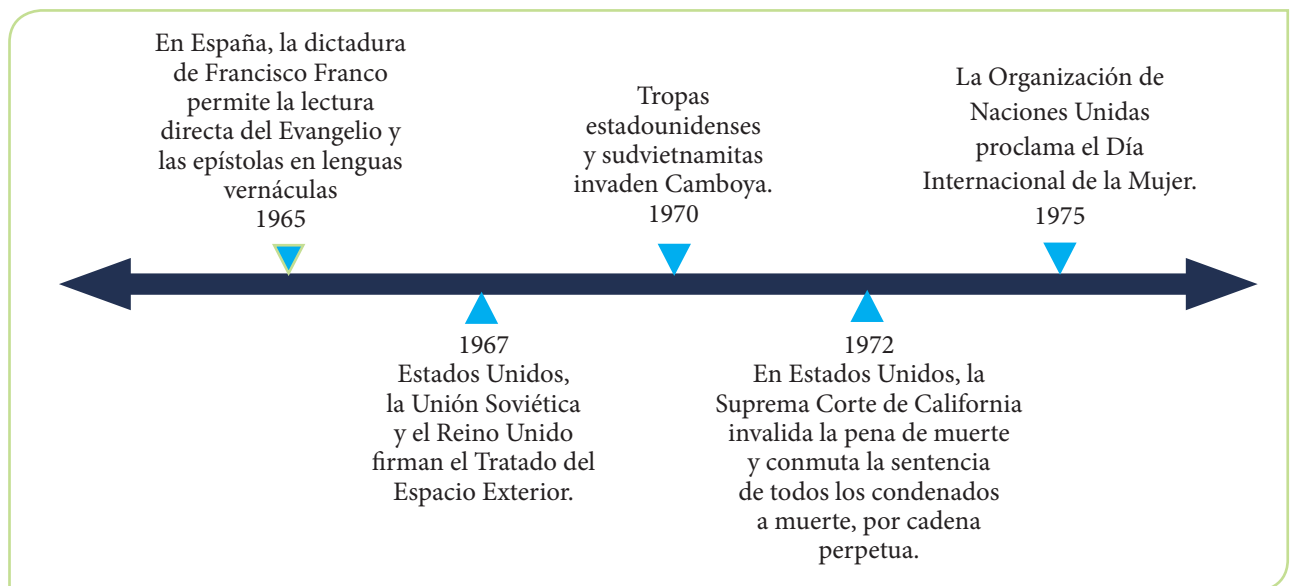 En España, la dictadura
de Francisco Franco
permite la lectura
directa del Evangelio y
las epístolas en lenguas
vernáculas
1965
1967
Estados Unidos,
la Unión Soviética
y el Reino Unido
firman el Tratado del
Espacio Exterior.
Tropas
estadounidenses
y sudvietnamitas
invaden Camboya.
1970
1972
En Estados Unidos, la
Suprema Corte de California
invalida la pena de muerte
y conmuta la sentencia
de todos los condenados
a muerte, por cadena
perpetua.
La Organización de
Naciones Unidas
proclama el Día
Internacional de la Mujer.
1975